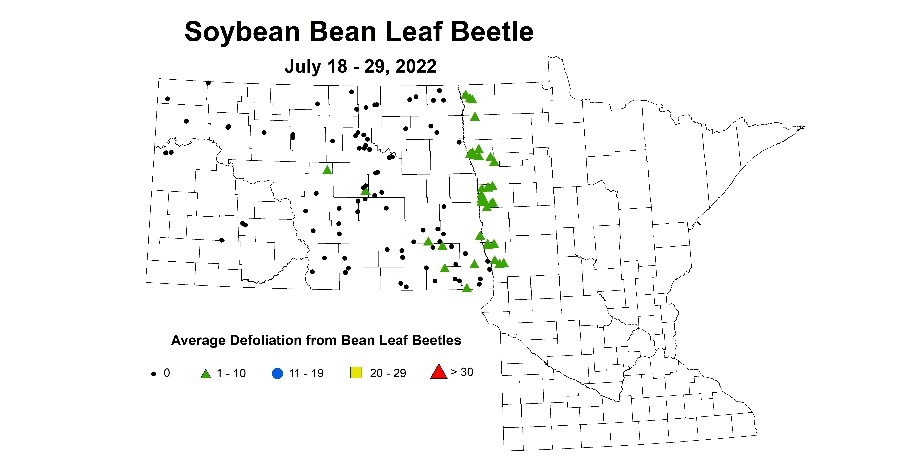 Soybean Bean Leaf Beetle
July 18 - 29, 2022
Average Defoliation from Bean Leaf Beetles
0 1 - 10 11 - 19 20 - 29 > 30